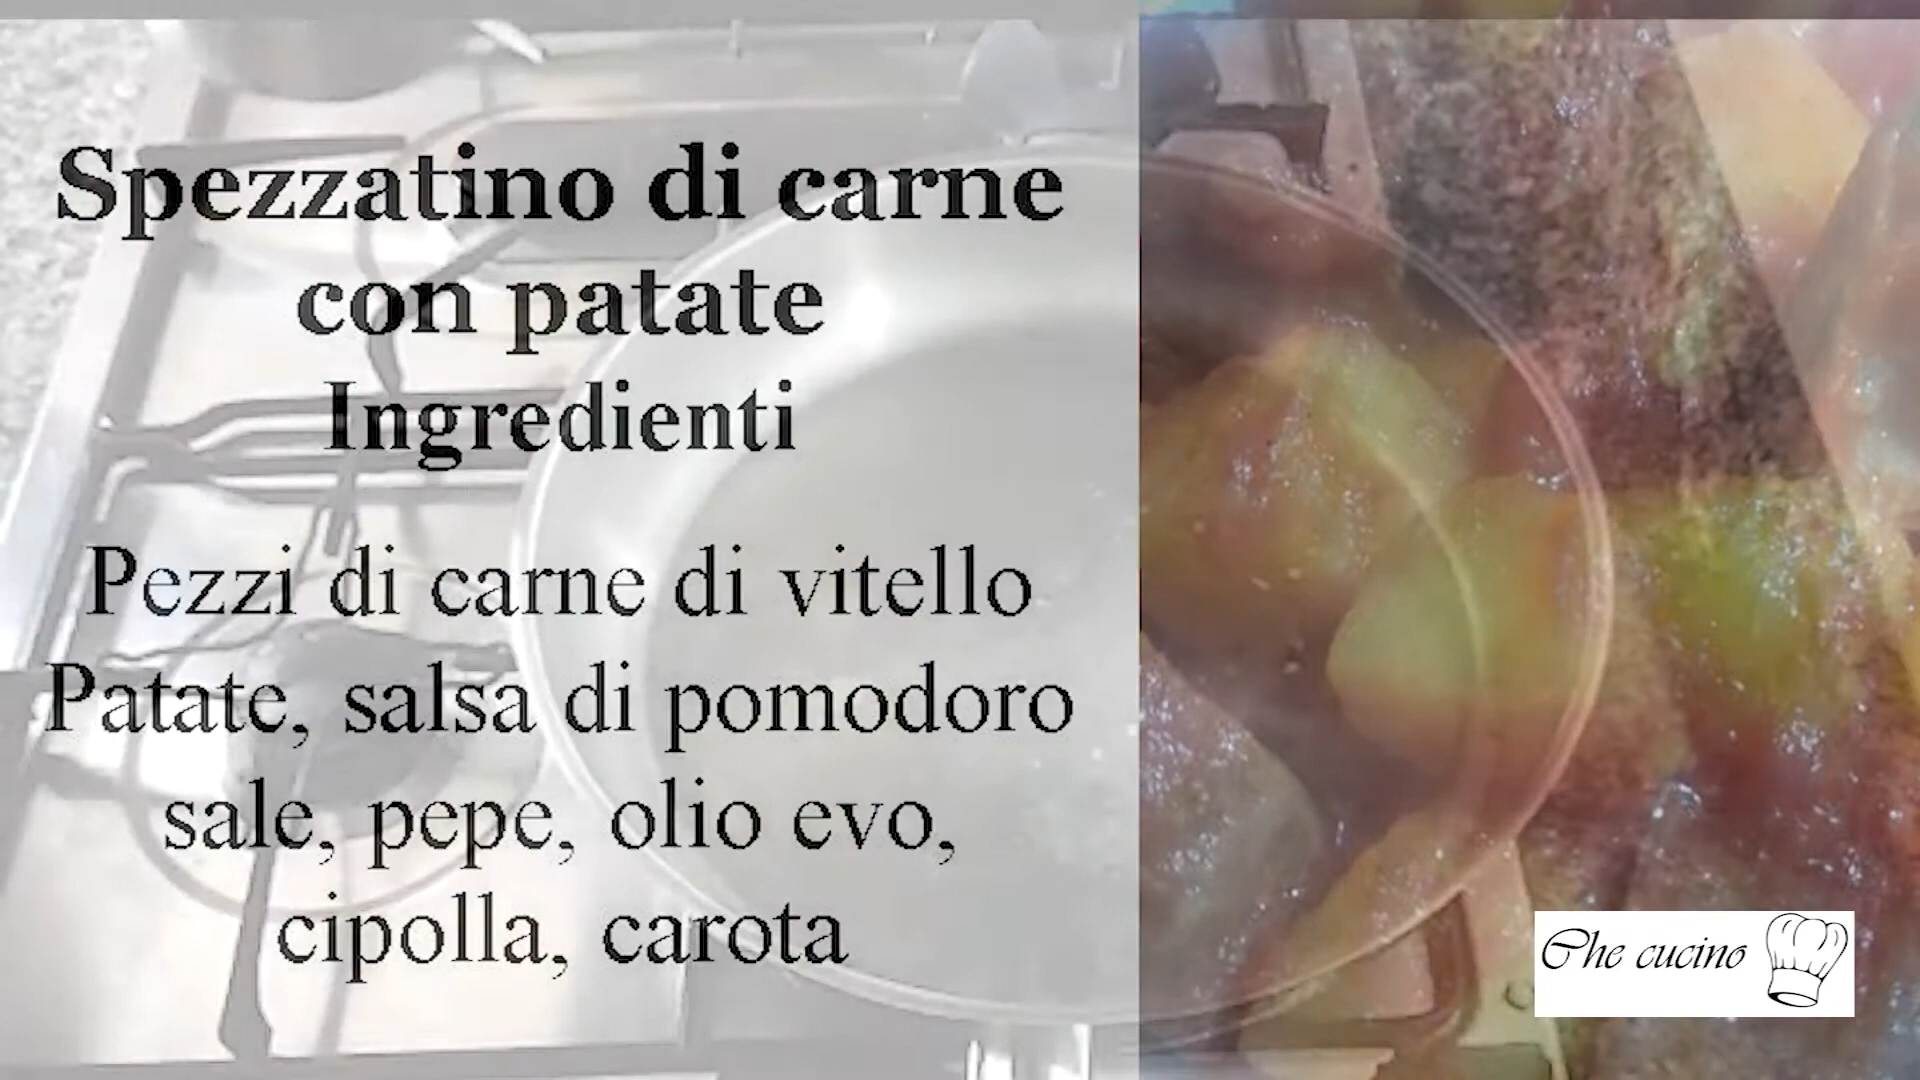 Spezzatino di carne
con patate
Ingredienti
Pezzi di carne di vitello
Patate, salsa di pomodoro
sale, pepe, olio evo,
cipolla, carota
Che cucino